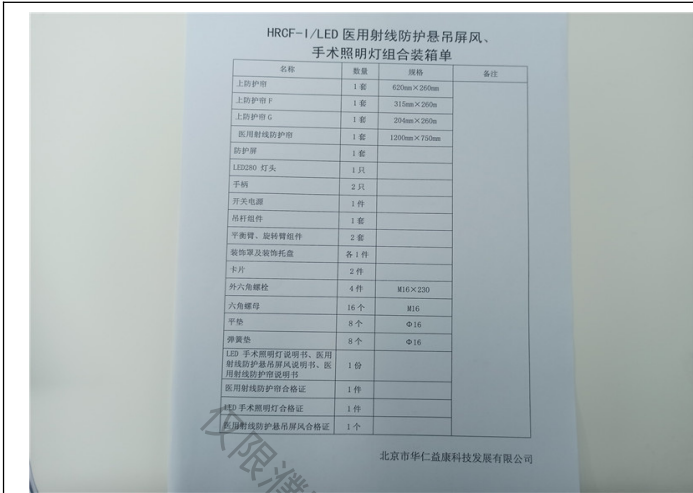 HRCF-I/LED 医用射线防护悬吊屏风、
手术照明灯组合装箱单
名称 数量 规格 备注
上防护帘 1 套 620mm×260mm
上防护帘 F 1 套 315mm×260m
上防护帘 G 1 套 204mm×260m
医用射线防护帘 1 套 1200mm×750mm
防护屏 1 套
LED280 灯头 1 只
手柄 2 只
开关电源 1 件
吊杆组件 1 套
平衡臂、旋转臂组件 2 套
装饰罩及装饰托盘 各 1 件
卡片 2 件
外六角螺栓 4 件 M16×230
六角螺母 16 个 M16
平垫 8 个 Φ16
弹簧垫 8 个 Φ16
LED 手术照明灯说明书、医用
射线防护悬吊屏风说明书、医 1 份
用射线防护帘说明书
医用射线防护帘合格证 1 件
LED 手术照明灯合格证 1 件
医用射线防护悬吊屏风合格证 1 个
北京市华仁益康科技发展有限公司
仅限濮